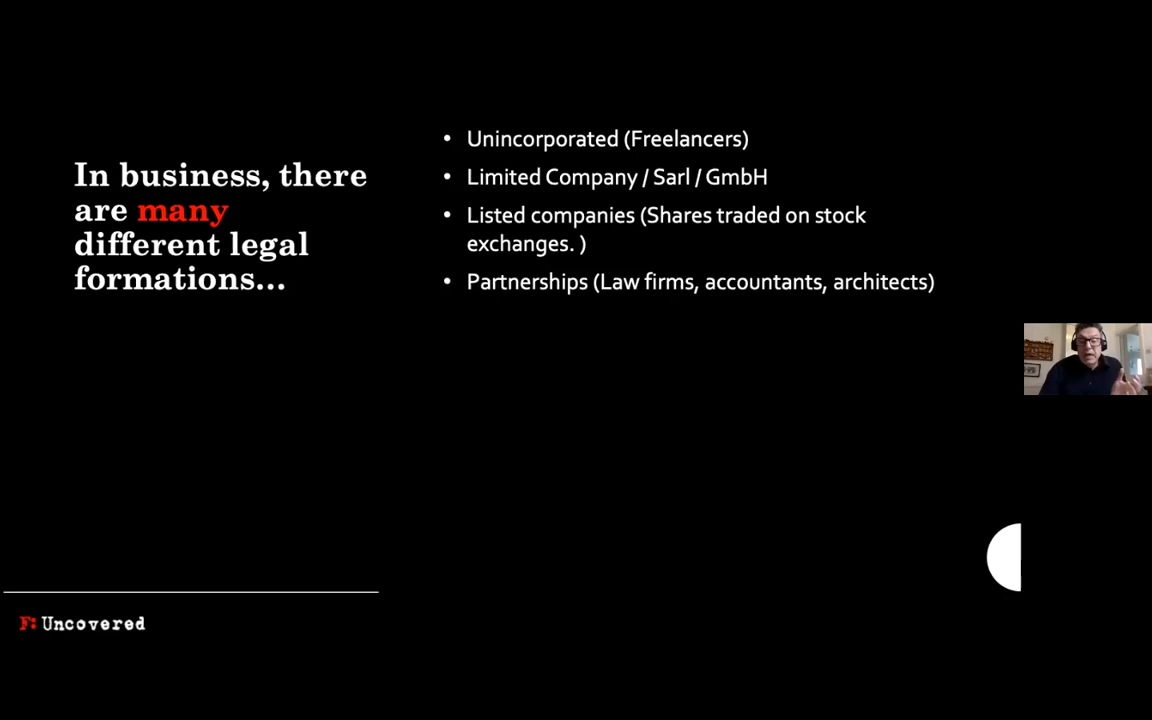 In business, there
are many
different legal
formations...
• Unincorporated (Freelancers)
• Limited Company / Sarl / GmbH
• Listed companies (Shares traded on stock
exchanges. )
• Partnerships (Law firms, accountants, architects)
F: Uncovered